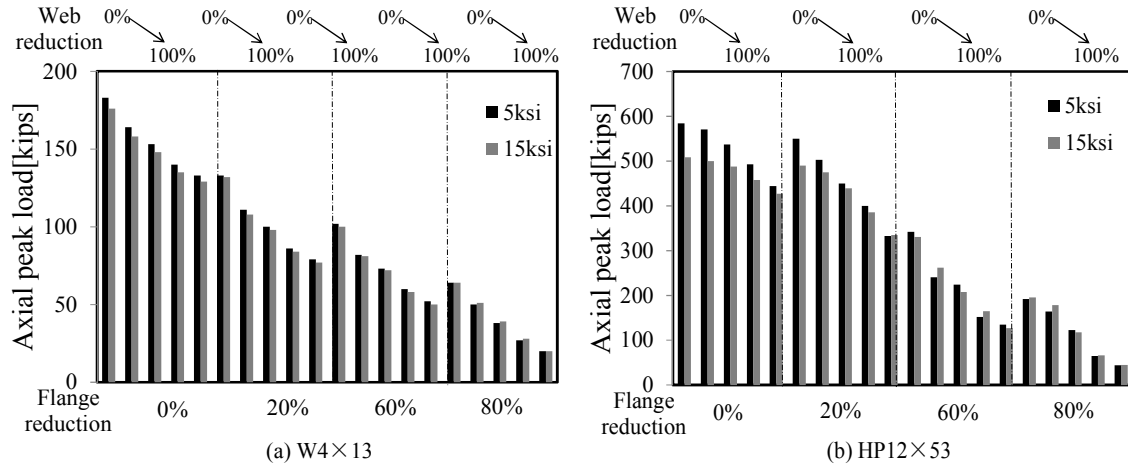 Web reduction 0% 0% 0% 0% 0%
100% 100% 100% 100% 100%
200
150
100
50
0
Axial peak load[kips]
5ksi
15ksi
Flange reduction 0% 20% 60% 80%
(a) W4×13
Web reduction 0% 0% 0% 0%
100% 100% 100% 100%
700
600
500
400
300
200
100
0
Axial peak load[kips]
5ksi
15ksi
Flange reduction 0% 20% 60% 80%
(b) HP12×53